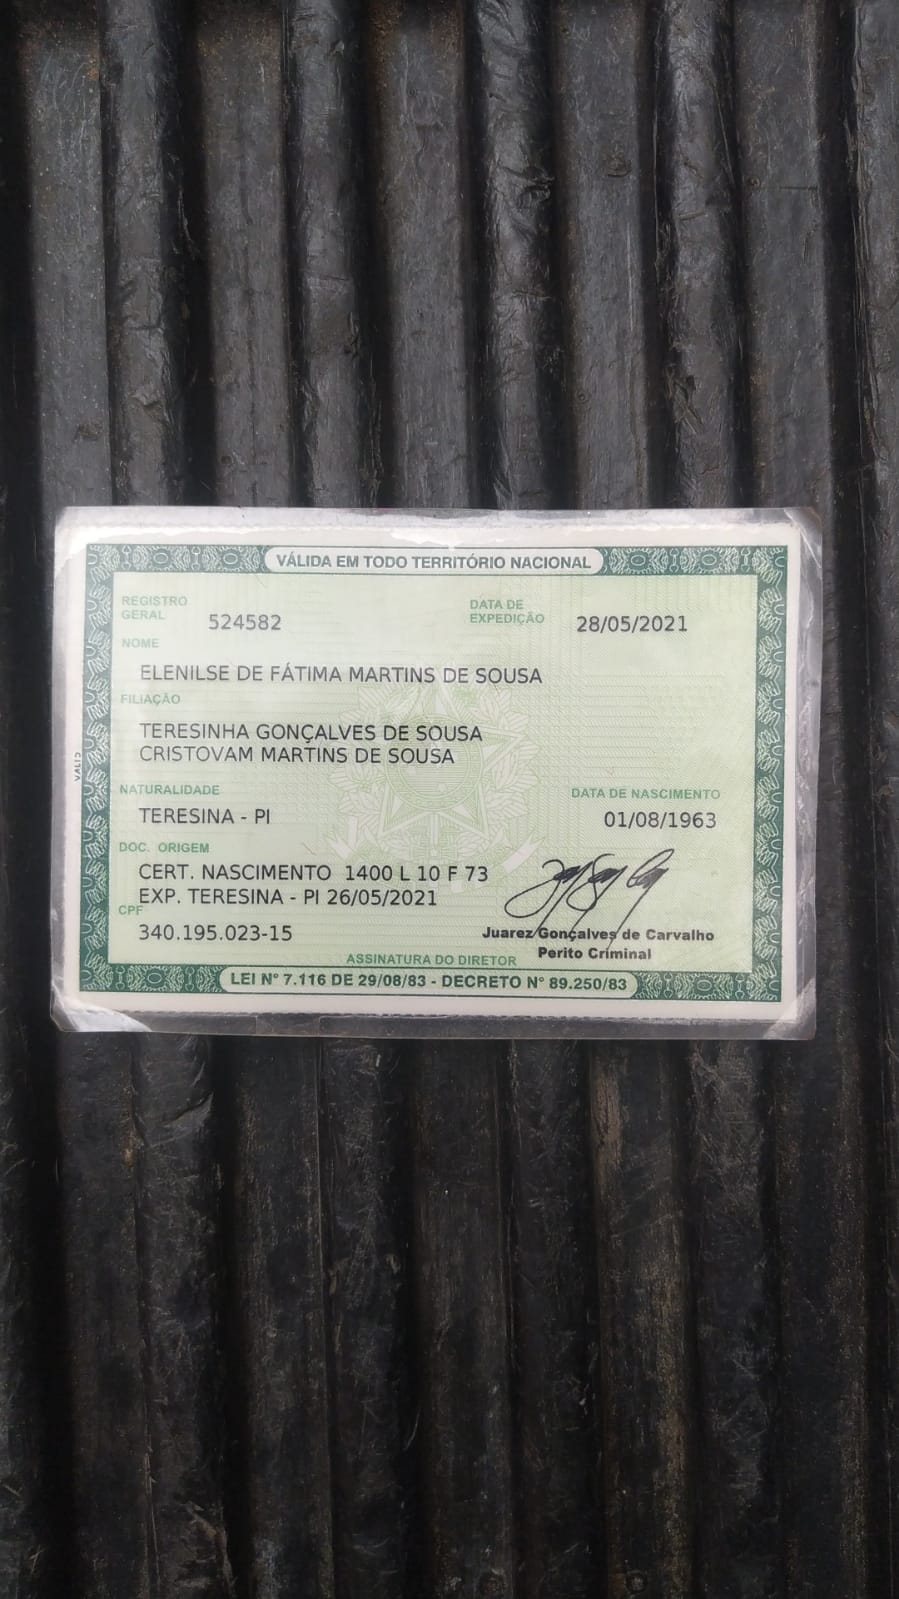 VÁLIDA EM TODO TERRITÓRIO NACIONAL
REGISTRO GERAL 524582 DATA DE EXPEDIÇÃO 28/05/2021
NOME
ELENILSE DE FÁTIMA MARTINS DE SOUSA
FILIAÇÃO
TERESINHA GONÇALVES DE SOUSA
CRISTOVAM MARTINS DE SOUSA
NATURALIDADE DATA DE NASCIMENTO
TERESINA - PI 01/08/1963
DOC. ORIGEM
CERT. NASCIMENTO 1400 L 10 F 73
EXP. TERESINA - PI 26/05/2021
CPF
340.195.023-15
Juarez Gonçalves de Carvalho
Perito Criminal
ASSINATURA DO DIRETOR
LEI Nº 7.116 DE 29/08/83 - DECRETO Nº 89.250/83